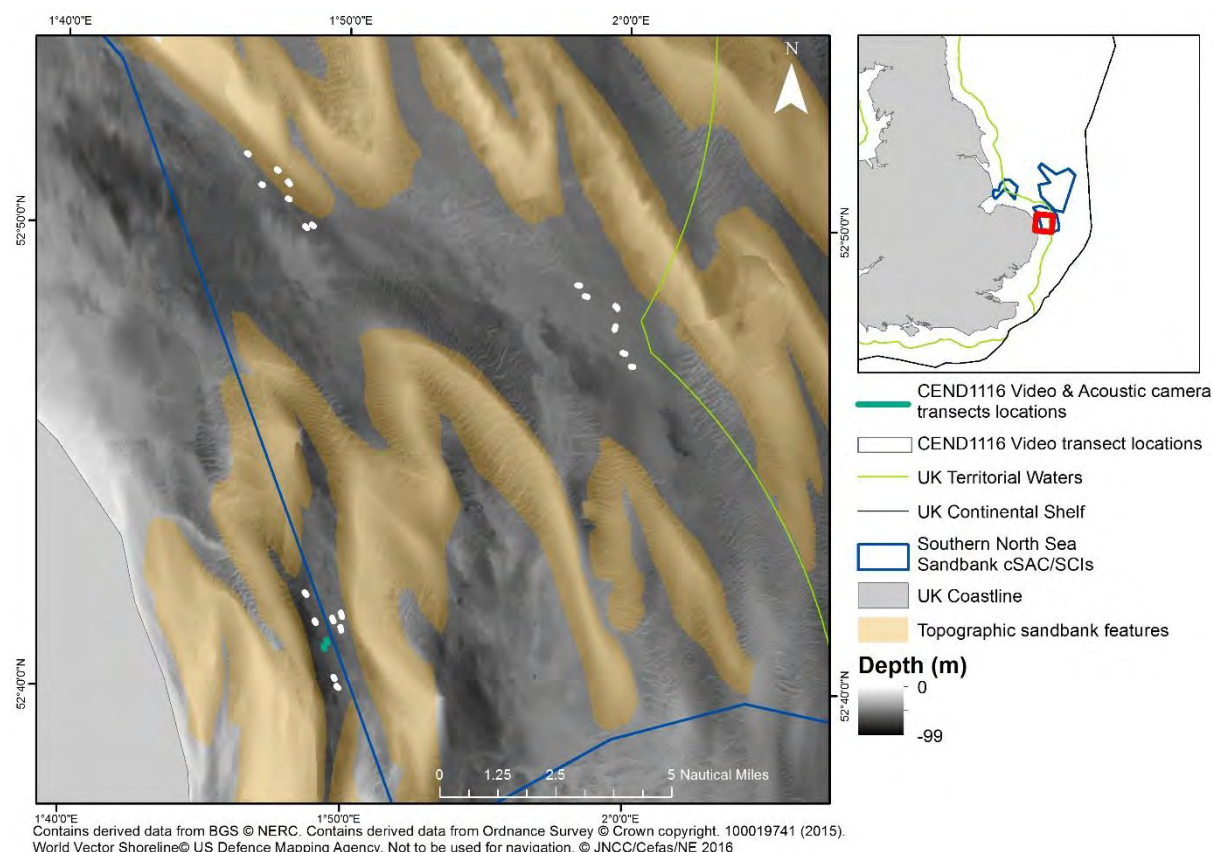 1°40'0"E
1°50'0"E
2°0'0"E
N
52°50'0"N
52°50'0"N
52°40'0"N
52°40'0"N
0 1.25 2.5 5 Nautical Miles
1°40'0"E
1°50'0"E
2°0'0"E
CEND1116 Video & Acoustic camera
transects locations
CEND1116 Video transect locations
UK Territorial Waters
UK Continental Shelf
Southern North Sea
Sandbank cSAC/SCIs
UK Coastline
Topographic sandbank features
Depth (m)
0
-99
Contains derived data from BGS © NERC. Contains derived data from Ordnance Survey © Crown copyright. 100019741 (2015).
World Vector Shoreline© US Defence Mapping Agency. Not to be used for navigation. © JNCC/Cefas/NE 2016